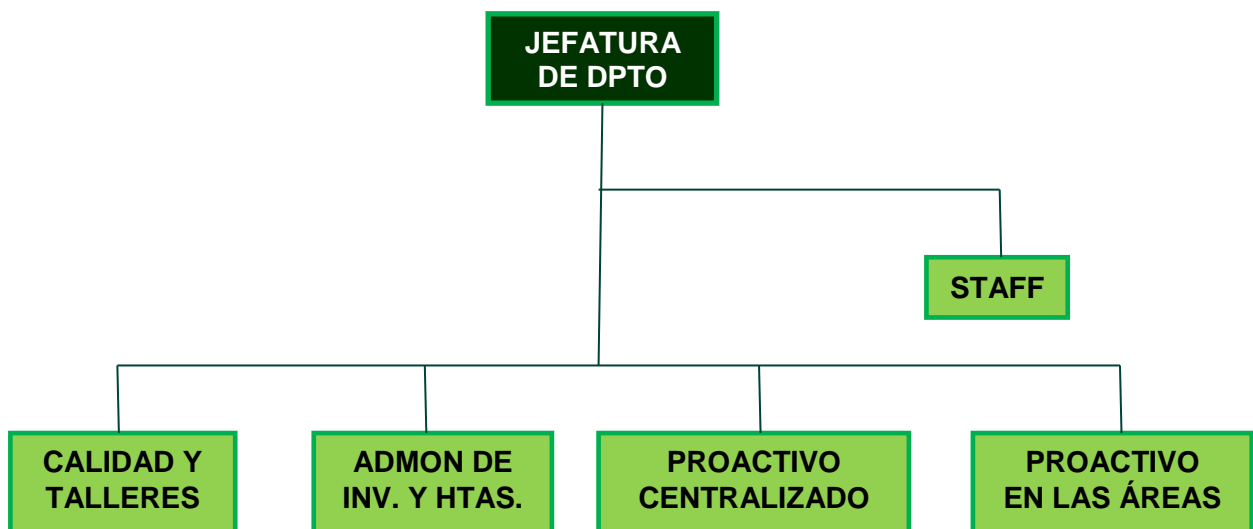 JEFATURA
DE DPTO
STAFF
CALIDAD Y
TALLERES
ADMON DE
INV. Y HTAS.
PROACTIVO
CENTRALIZADO
PROACTIVO
EN LAS ÁREAS